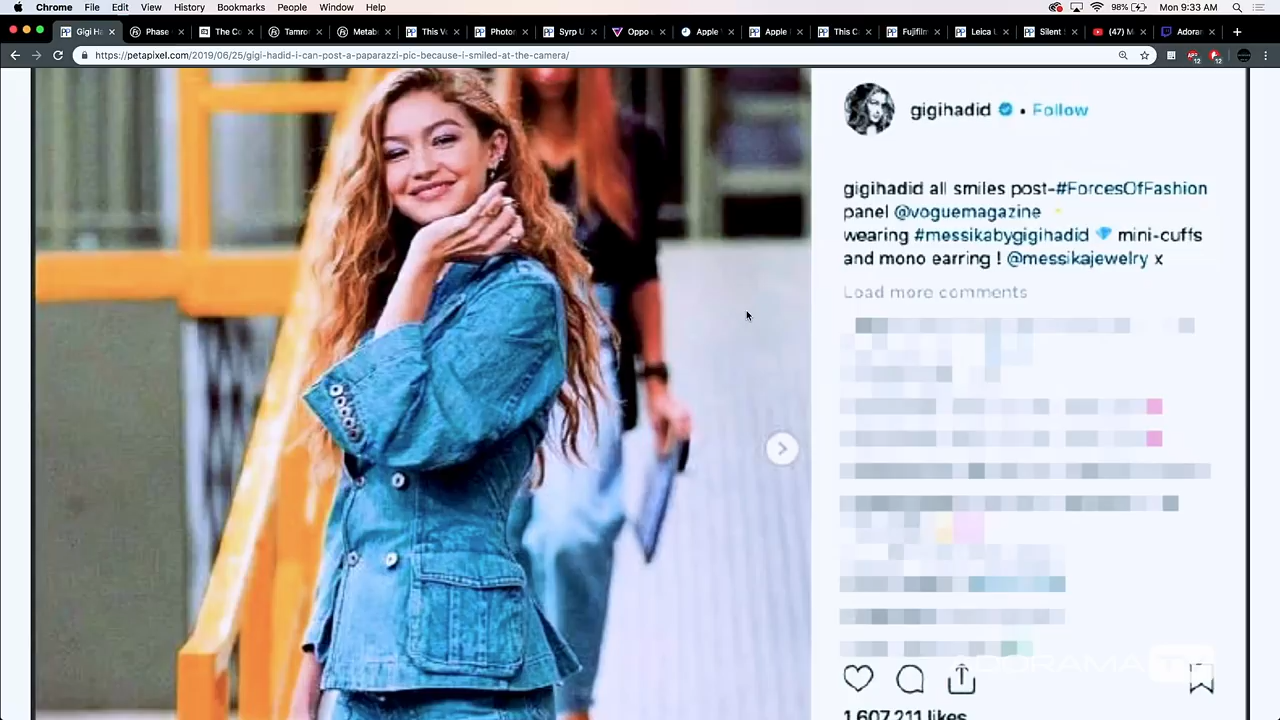 Chrome File Edit View History Bookmarks People Window Help 98% Mon 9:33 AM
Gigi Ha Phase The C Tamro Metab This V Photo Syrp U Oppo Apple Apple This C Fujifilm Leica Silent (47) M Adora
https://petapixel.com/2019/06/25/gigi-hadid-i-can-post-a-paparazzi-pic-because-i-smiled-at-the-camera/
gigihadid • Follow
gigihadid all smiles post-#ForcesOfFashion
panel @voguemagazine
wearing #messikabygigihadid 💎 mini-cuffs
and mono earring ! @messikajewelry x
Load more comments
ADORAMA
1,607,211 likes